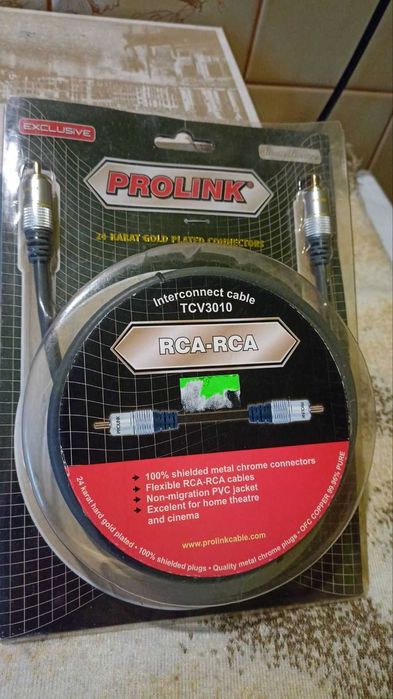 EXCLUSIVE
PROLINK®
24 KARAT GOLD PLATED CONNECTORS
Interconnect cable
TCV3010
RCA-RCA
PROLINK
PROLINK
100% shielded metal chrome connectors
Flexible RCA-RCA cables
Non-migration PVC jacket
Excelent for home theatre
and cinema
www.prolinkcable.com
24 karat hard gold plated • 100% shielded plugs • Quality metal chrome plugs • OFC COPPER 99,96% PURE